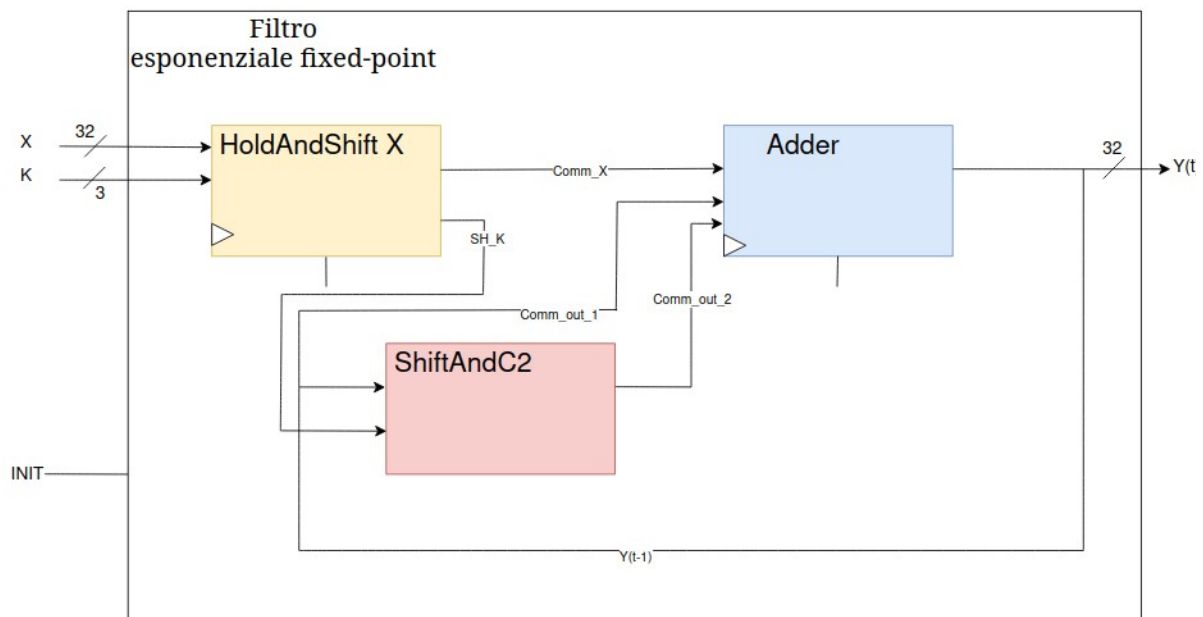 Filtro
esponenziale fixed-point
X
32
K
3
HoldAndShift X
Comm_X
SH_K
Adder
32
Y(t
Comm_out_1
Comm_out_2
ShiftAndC2
INIT
Y(t-1)